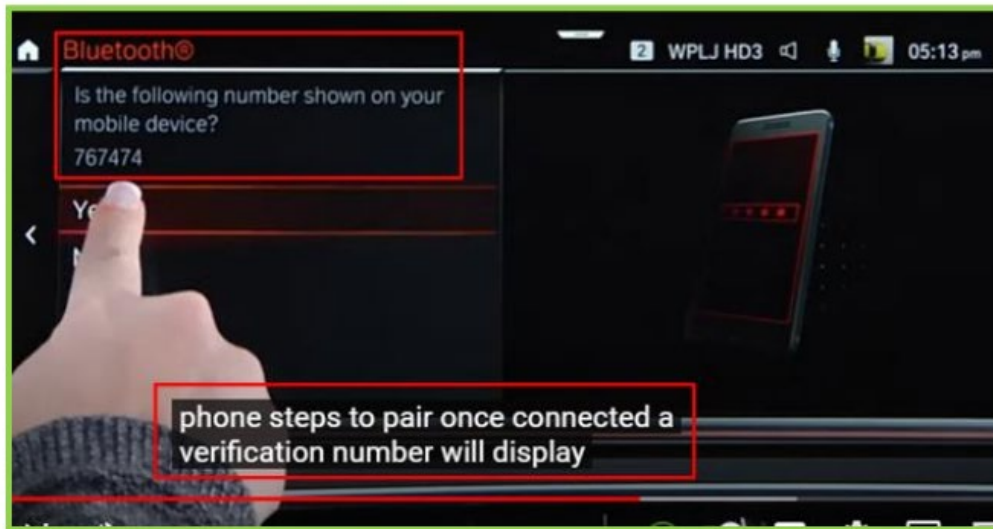 Bluetooth®
2 WPLJ HD3 05:13 pm
Is the following number shown on your
mobile device?
767474
phone steps to pair once connected a
verification number will display